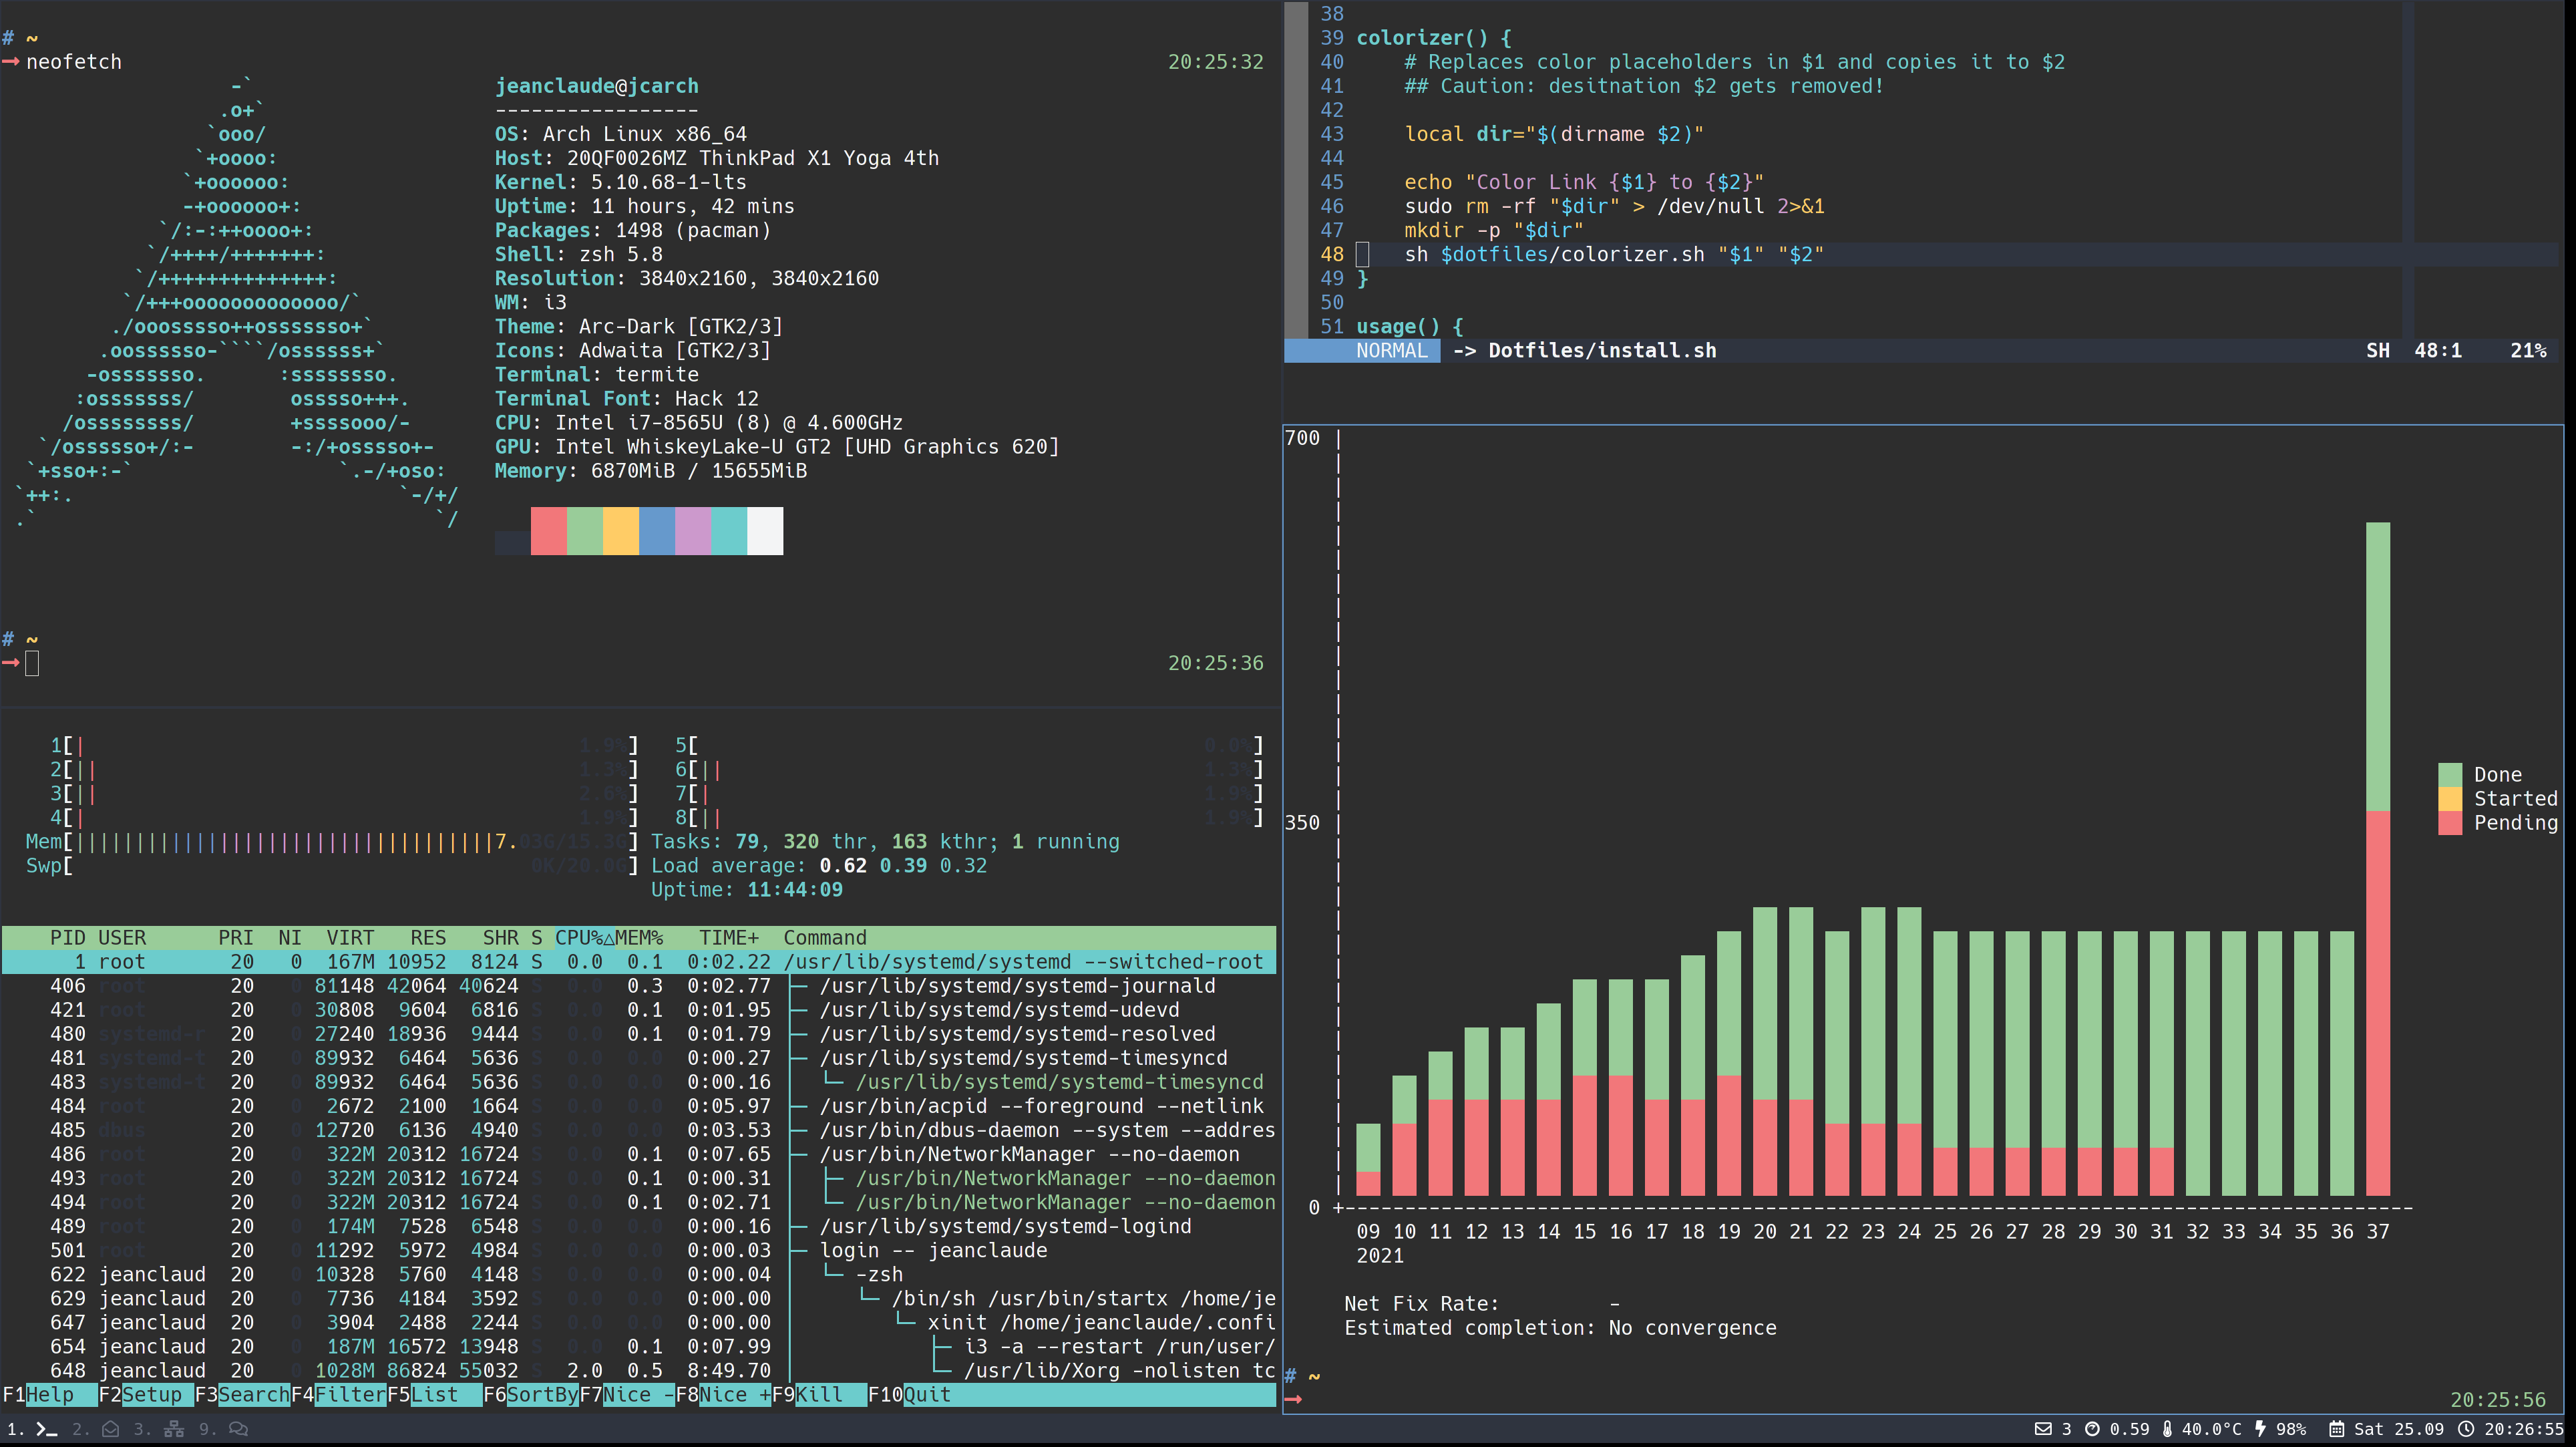 # ~
→ neofetch 20:25:32
jeanclaude@jcarch
-----------------
OS: Arch Linux x86_64
Host: 20QF0026MZ ThinkPad X1 Yoga 4th
Kernel: 5.10.68-1-lts
Uptime: 11 hours, 42 mins
Packages: 1498 (pacman)
Shell: zsh 5.8
Resolution: 3840x2160, 3840x2160
WM: i3
Theme: Arc-Dark [GTK2/3]
Icons: Adwaita [GTK2/3]
Terminal: termite
Terminal Font: Hack 12
CPU: Intel i7-8565U (8) @ 4.600GHz
GPU: Intel WhiskeyLake-U GT2 [UHD Graphics 620]
Memory: 6870MiB / 15655MiB
# ~
→ 20:25:36
1[| 1.9%] 5[ 0.0%]
2[|| 1.3%] 6[|| 1.3%]
3[|| 2.6%] 7[| 1.9%]
4[| 1.9%] 8[|| 1.9%]
Mem[|||||||||||||||||||||||||||||||||||7.03G/15.3G] Tasks: 79, 320 thr, 163 kthr; 1 running
Swp[ 0K/20.0G] Load average: 0.62 0.39 0.32
Uptime: 11:44:09
PID USER PRI NI VIRT RES SHR S CPU%△MEM% TIME+ Command
1 root 20 0 167M 10952 8124 S 0.0 0.1 0:02.22 /usr/lib/systemd/systemd --switched-root
406 root 20 0 81148 42064 40624 S 0.0 0.3 0:02.77 ├─ /usr/lib/systemd/systemd-journald
421 root 20 0 30808 9604 6816 S 0.0 0.1 0:01.95 ├─ /usr/lib/systemd/systemd-udevd
480 systemd-r 20 0 27240 18936 9444 S 0.0 0.1 0:01.79 ├─ /usr/lib/systemd/systemd-resolved
481 systemd-t 20 0 89932 6464 5636 S 0.0 0.0 0:00.27 ├─ /usr/lib/systemd/systemd-timesyncd
483 systemd-t 20 0 89932 6464 5636 S 0.0 0.0 0:00.16 │ └─ /usr/lib/systemd/systemd-timesyncd
484 root 20 0 2672 2100 1664 S 0.0 0.0 0:05.97 ├─ /usr/bin/acpid --foreground --netlink
485 dbus 20 0 12720 6136 4940 S 0.0 0.0 0:03.53 ├─ /usr/bin/dbus-daemon --system --addres
486 root 20 0 322M 20312 16724 S 0.0 0.1 0:07.65 ├─ /usr/bin/NetworkManager --no-daemon
493 root 20 0 322M 20312 16724 S 0.0 0.1 0:00.31 │ ├─ /usr/bin/NetworkManager --no-daemon
494 root 20 0 322M 20312 16724 S 0.0 0.1 0:02.71 │ └─ /usr/bin/NetworkManager --no-daemon
489 root 20 0 174M 7528 6548 S 0.0 0.0 0:00.16 ├─ /usr/lib/systemd/systemd-logind
501 root 20 0 11292 5972 4984 S 0.0 0.0 0:00.03 ├─ login -- jeanclaude
622 jeanclaud 20 0 10328 5760 4148 S 0.0 0.0 0:00.04 │ └─ -zsh
629 jeanclaud 20 0 7736 4184 3592 S 0.0 0.0 0:00.00 │ └─ /bin/sh /usr/bin/startx /home/je
647 jeanclaud 20 0 3904 2488 2244 S 0.0 0.0 0:00.00 │ └─ xinit /home/jeanclaude/.confi
654 jeanclaud 20 0 187M 16572 13948 S 0.0 0.1 0:07.99 │ ├─ i3 -a --restart /run/user/
648 jeanclaud 20 0 1028M 86824 55032 S 2.0 0.5 8:49.70 │ └─ /usr/lib/Xorg -nolisten tc
F1Help F2Setup F3SearchF4FilterF5List F6SortByF7Nice -F8Nice +F9Kill F10Quit
38
39 colorizer() {
40 # Replaces color placeholders in $1 and copies it to $2
41 ## Caution: desitnation $2 gets removed!
42
43 local dir="$(dirname $2)"
44
45 echo "Color Link {$1} to {$2}"
46 sudo rm -rf "$dir" > /dev/null 2>&1
47 mkdir -p "$dir"
48 sh $dotfiles/colorizer.sh "$1" "$2"
49 }
50
51 usage() {
NORMAL -> Dotfiles/install.sh SH 48:1 21%
700
Done
Started
350
Pending
0
09 10 11 12 13 14 15 16 17 18 19 20 21 22 23 24 25 26 27 28 29 30 31 32 33 34 35 36 37
2021
Net Fix Rate: -
Estimated completion: No convergence
# ~
→ 20:25:56
1. 2. 3. 9. 3 0.59 40.0°C 98% Sat 25.09 20:26:55